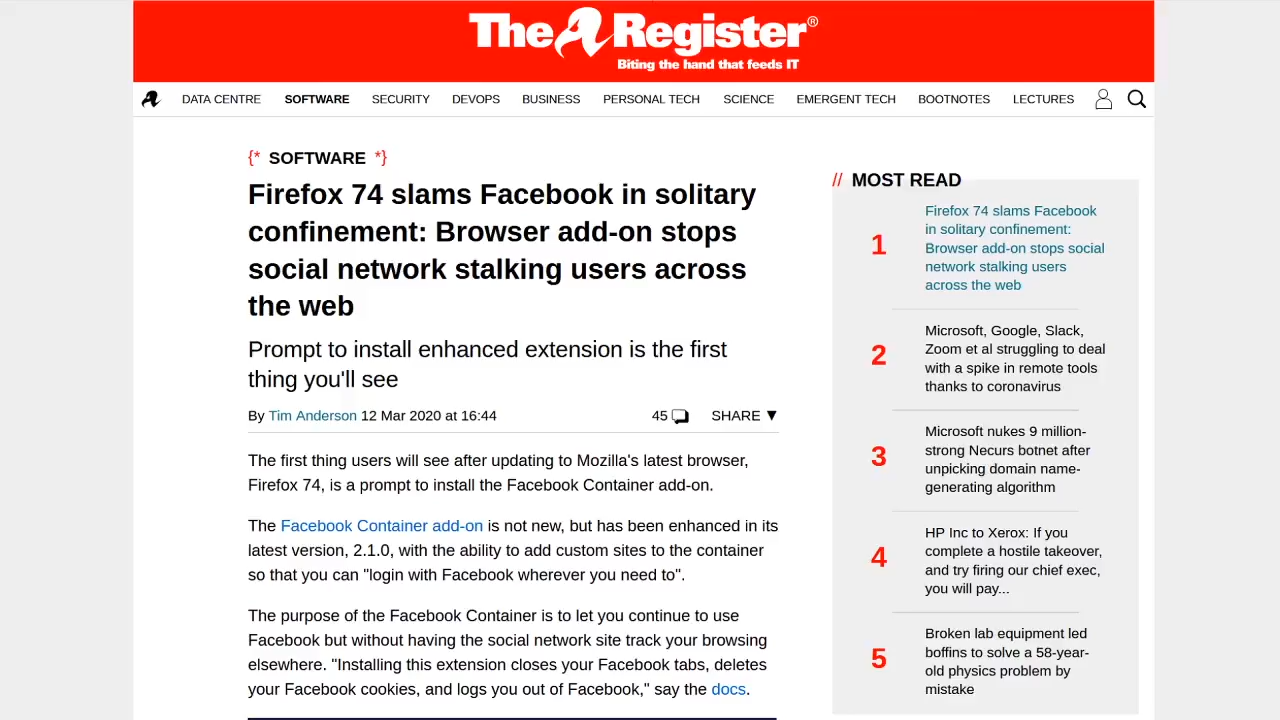 The Register®
Biting the hand that feeds IT
DATA CENTRE SOFTWARE SECURITY DEVOPS BUSINESS PERSONAL TECH SCIENCE EMERGENT TECH BOOTNOTES LECTURES
{* SOFTWARE *}
Firefox 74 slams Facebook in solitary
confinement: Browser add-on stops
social network stalking users across
the web
Prompt to install enhanced extension is the first
thing you'll see
By Tim Anderson 12 Mar 2020 at 16:44
45 SHARE ▼
The first thing users will see after updating to Mozilla's latest browser,
Firefox 74, is a prompt to install the Facebook Container add-on.
The Facebook Container add-on is not new, but has been enhanced in its
latest version, 2.1.0, with the ability to add custom sites to the container
so that you can "login with Facebook wherever you need to".
The purpose of the Facebook Container is to let you continue to use
Facebook but without having the social network site track your browsing
elsewhere. "Installing this extension closes your Facebook tabs, deletes
your Facebook cookies, and logs you out of Facebook," say the docs.
// MOST READ
1
Firefox 74 slams Facebook
in solitary confinement:
Browser add-on stops social
network stalking users
across the web
2
Microsoft, Google, Slack,
Zoom et al struggling to deal
with a spike in remote tools
thanks to coronavirus
3
Microsoft nukes 9 million-
strong Necurs botnet after
unpicking domain name-
generating algorithm
4
HP Inc to Xerox: If you
complete a hostile takeover,
and try firing our chief exec,
you will pay...
5
Broken lab equipment led
boffins to solve a 58-year-
old physics problem by
mistake